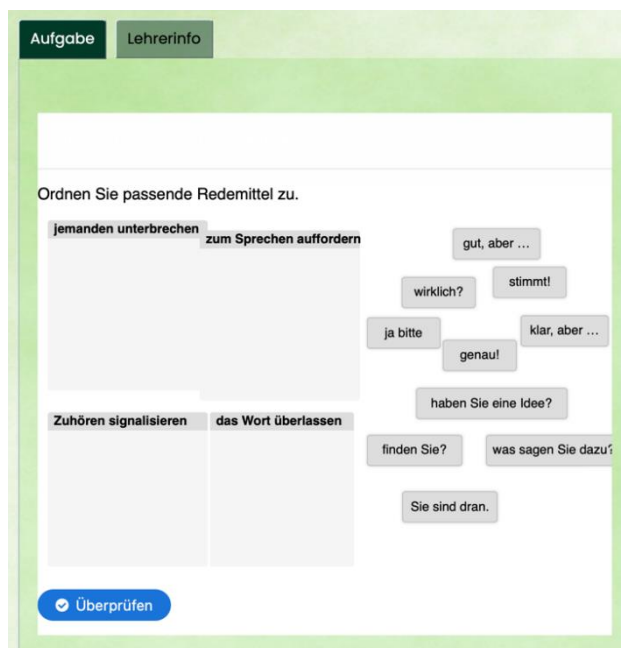 Aufgabe
Lehrerinfo
Ordnen Sie passende Redemittel zu.
jemanden unterbrechen
zum Sprechen auffordern
gut, aber ...
wirklich?
stimmt!
ja bitte
klar, aber ...
genau!
haben Sie eine Idee?
Zuhören signalisieren
das Wort überlassen
finden Sie?
was sagen Sie dazu?
Sie sind dran.
Überprüfen